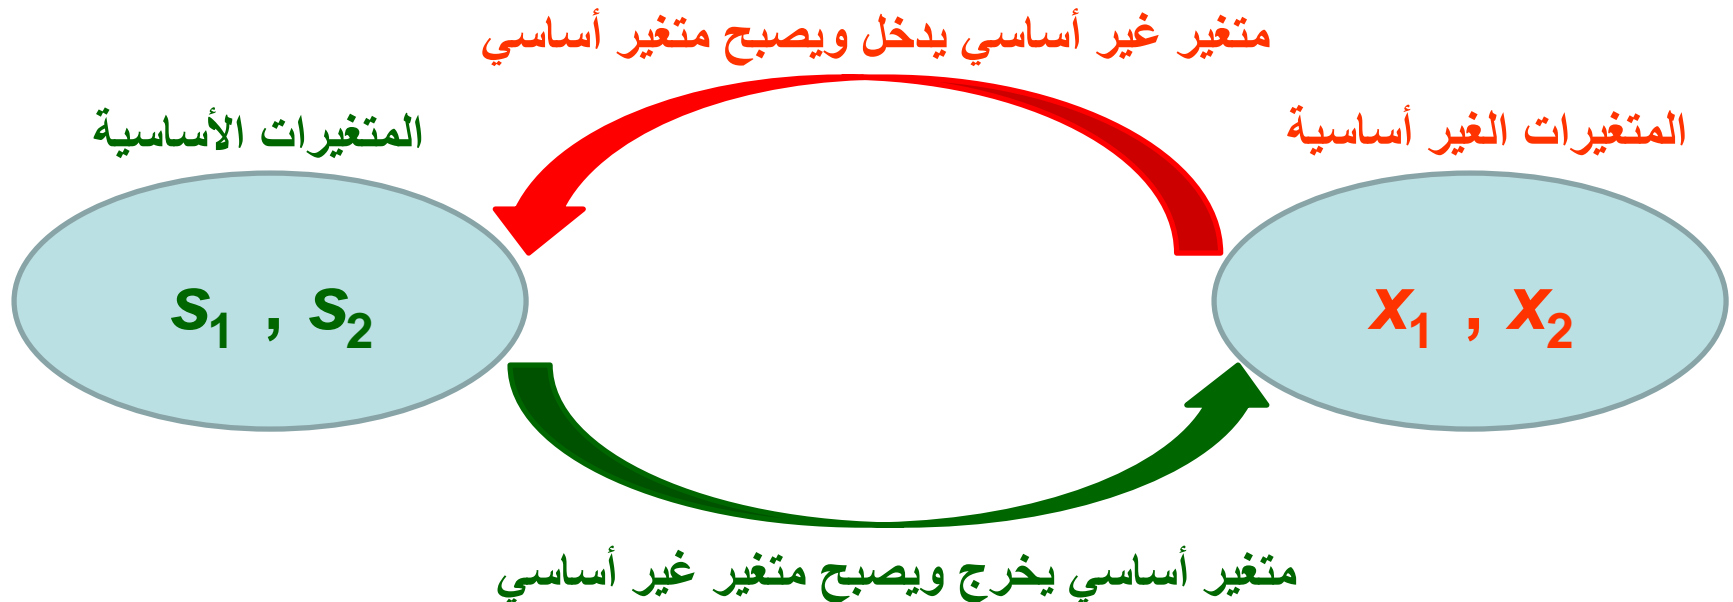 متغير غير أساسي يدخل ويصبح متغير أساسي
المتغيرات الغير أساسية
المتغيرات الأساسية
x₁ , x₂
s₁ , s₂
متغير أساسي يخرج ويصبح متغير غير أساسي